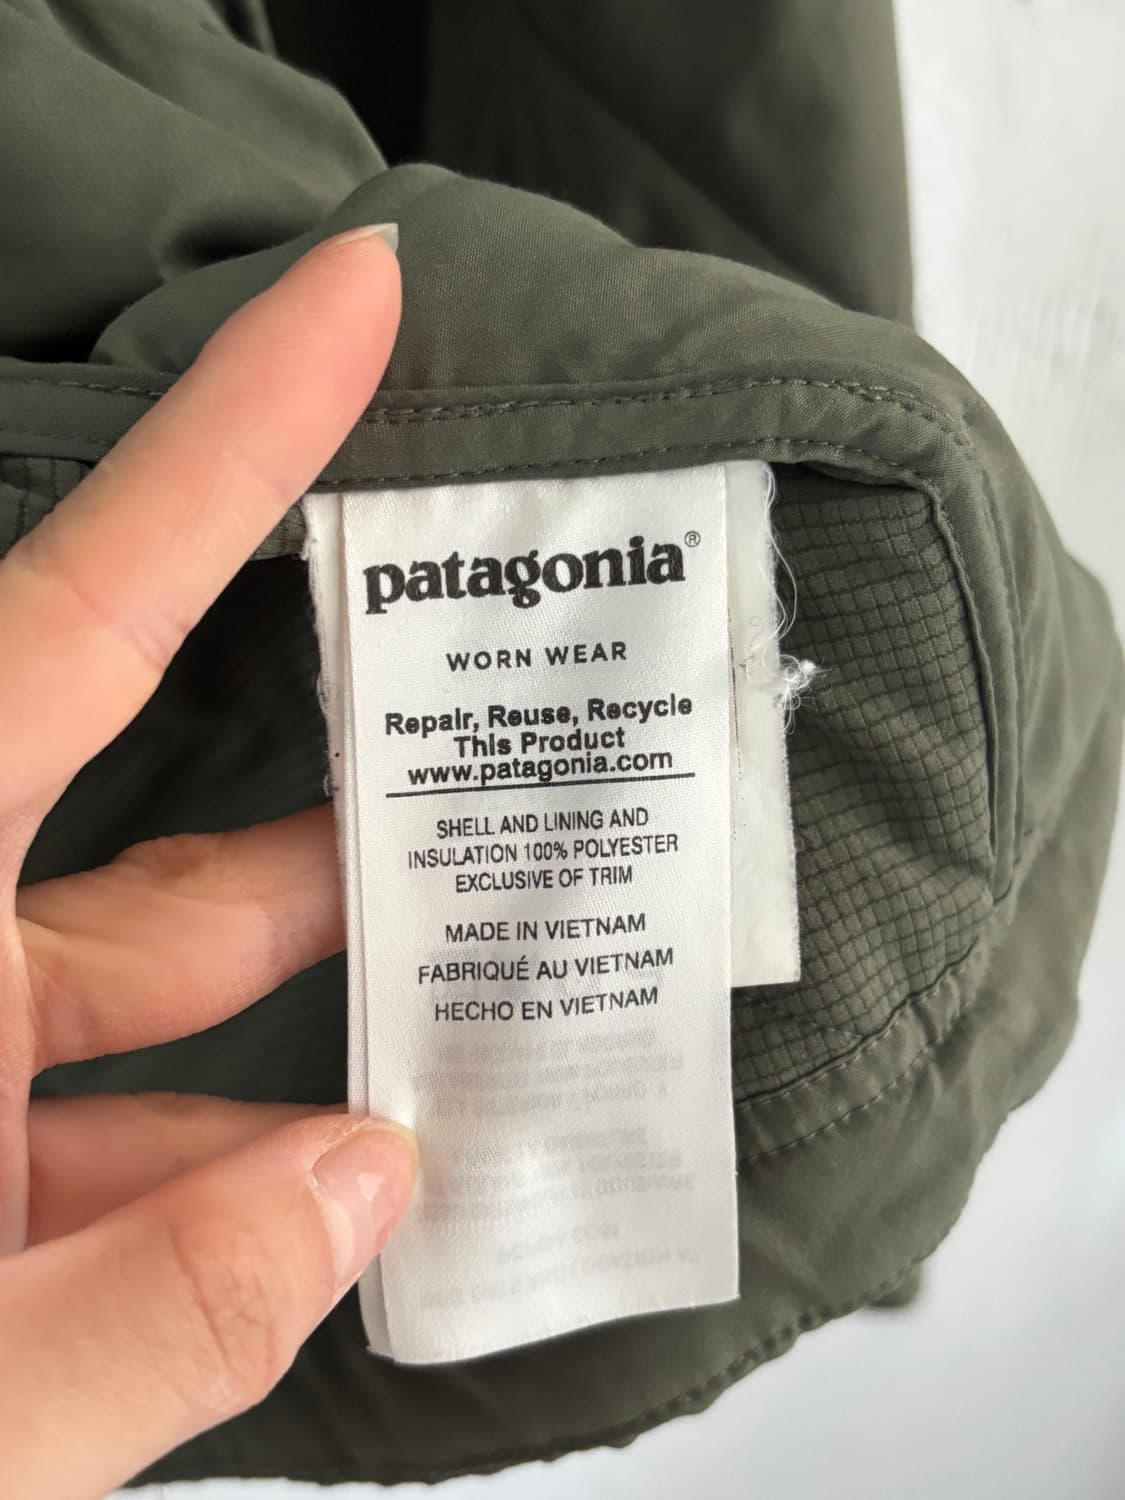 patagonia®
WORN WEAR
Repair, Reuse, Recycle
This Product
www.patagonia.com
SHELL AND LINING AND
INSULATION 100% POLYESTER
EXCLUSIVE OF TRIM
MADE IN VIETNAM
FABRIQUÉ AU VIETNAM
HECHO EN VIETNAM